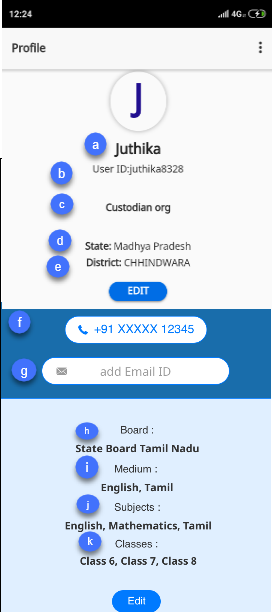 12:24
4G
Profile
J
a
Juthika
b
User ID:juthika8328
c
Custodian org
d
State: Madhya Pradesh
e
District: CHHINDWARA
EDIT
f
+91 XXXXX 12345
g
add Email ID
h
Board :
State Board Tamil Nadu
i
Medium :
English, Tamil
j
Subjects :
English, Mathematics, Tamil
k
Classes :
Class 6, Class 7, Class 8
Edit